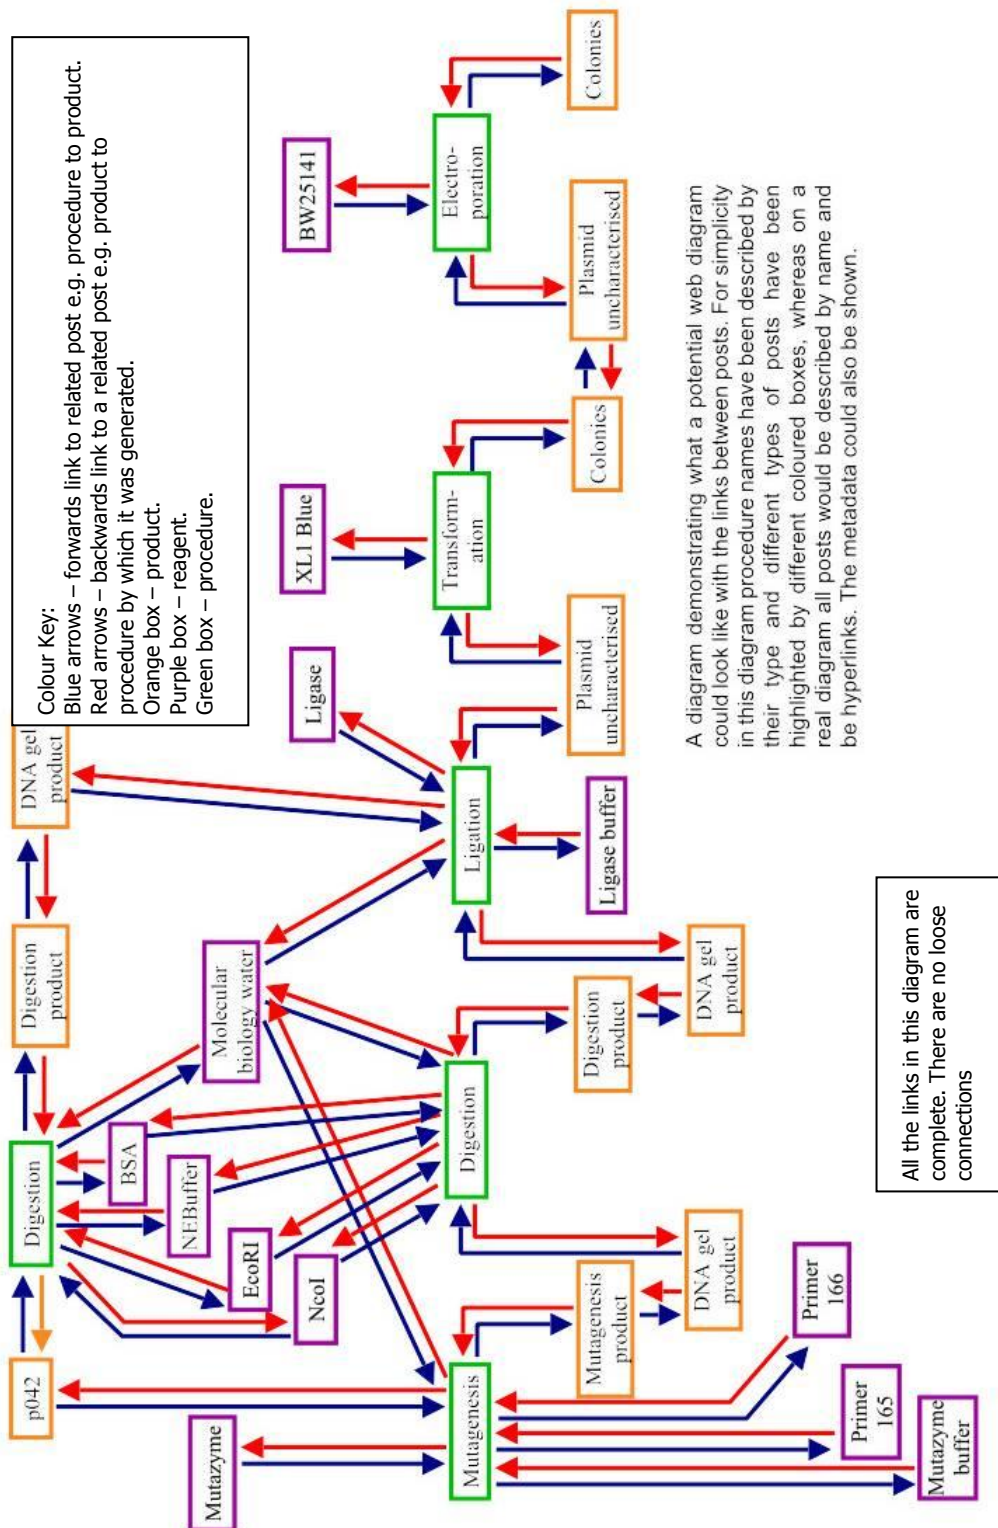 Colour Key:
Blue arrows – forwards link to related post e.g. procedure to product.
Red arrows – backwards link to a related post e.g. product to
procedure by which it was generated.
Orange box – product.
Purple box – reagent.
Green box – procedure.
p042
Digestion
Digestion
product
DNA gel
product
Mutazyme
NcoI
EcoRI
NEBuffer
BSA
Molecular
biology water
Ligase
XL1 Blue
BW25141
Mutagenesis
Digestion
Ligation
Transform-
ation
Electro-
poration
Mutagenesis
product
DNA gel
product
Digestion
product
DNA gel
product
Ligase buffer
Plasmid
uncharacterised
Colonies
Plasmid
uncharacterised
Colonies
Primer
166
Primer
165
Mutazyme
buffer
A diagram demonstrating what a potential web diagram
could look like with the links between posts. For simplicity
in this diagram procedure names have been described by
their type and different types of posts have been
highlighted by different coloured boxes, whereas on a
real diagram all posts would be described by name and
be hyperlinks. The metadata could also be shown.
All the links in this diagram are
complete. There are no loose
connections